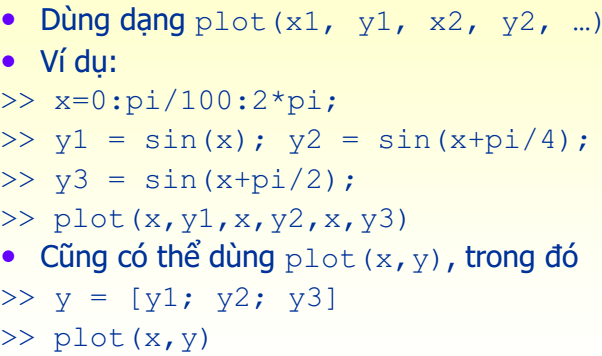 • Dùng dạng plot(x1, y1, x2, y2, …)
• Ví dụ:
>> x=0:pi/100:2*pi;
>> y1 = sin(x); y2 = sin(x+pi/4);
>> y3 = sin(x+pi/2);
>> plot(x,y1,x,y2,x,y3)
• Cũng có thể dùng plot(x,y), trong đó
>> y = [y1; y2; y3]
>> plot(x,y)